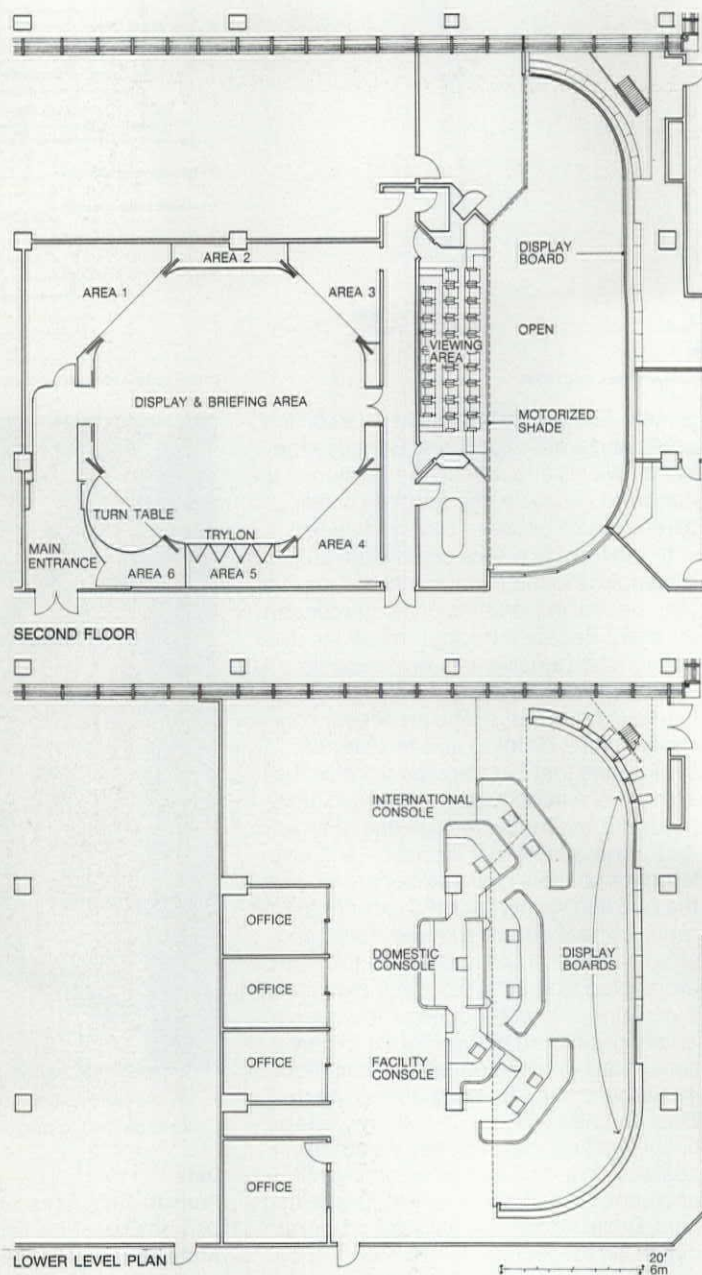 AREA 2
AREA 1
AREA 3
DISPLAY
BOARD
OPEN
VIEWING
AREA
DISPLAY & BRIEFING AREA
MOTORIZED
SHADE
TURN TABLE
TRYLON
MAIN
ENTRANCE
AREA 4
AREA 6
AREA 5
SECOND FLOOR
INTERNATIONAL
CONSOLE
OFFICE
DOMESTIC
CONSOLE
DISPLAY
BOARDS
OFFICE
OFFICE
FACILITY
CONSOLE
OFFICE
LOWER LEVEL PLAN
20'
6m